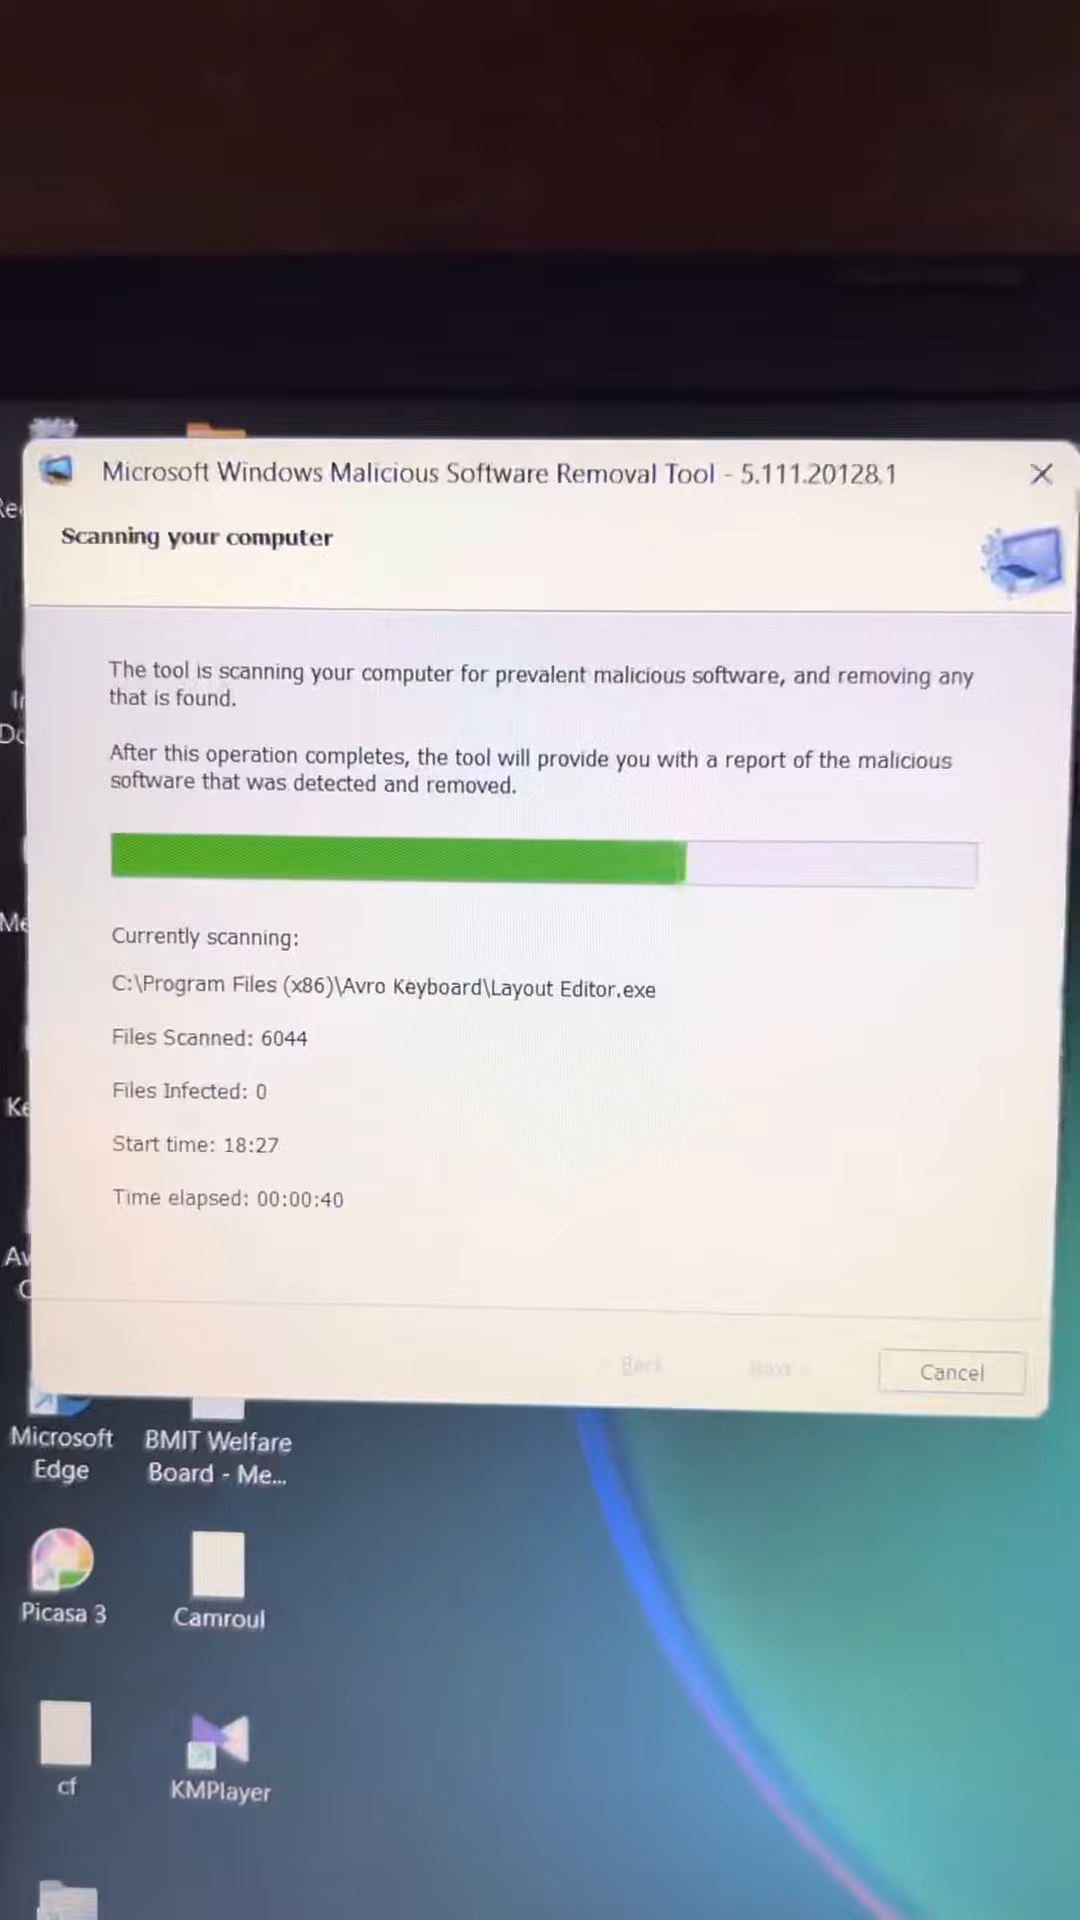 Microsoft Windows Malicious Software Removal Tool - 5.111.20128.1
Scanning your computer
The tool is scanning your computer for prevalent malicious software, and removing any
that is found.
After this operation completes, the tool will provide you with a report of the malicious
software that was detected and removed.
Currently scanning:
C:\Program Files (x86)\Avro Keyboard\Layout Editor.exe
Files Scanned: 6044
Files Infected: 0
Start time: 18:27
Time elapsed: 00:00:40
< Back
Next >
Cancel
Microsoft
Edge
BMIT Welfare
Board - Me...
Picasa 3
Camroul
cf
KMPlayer